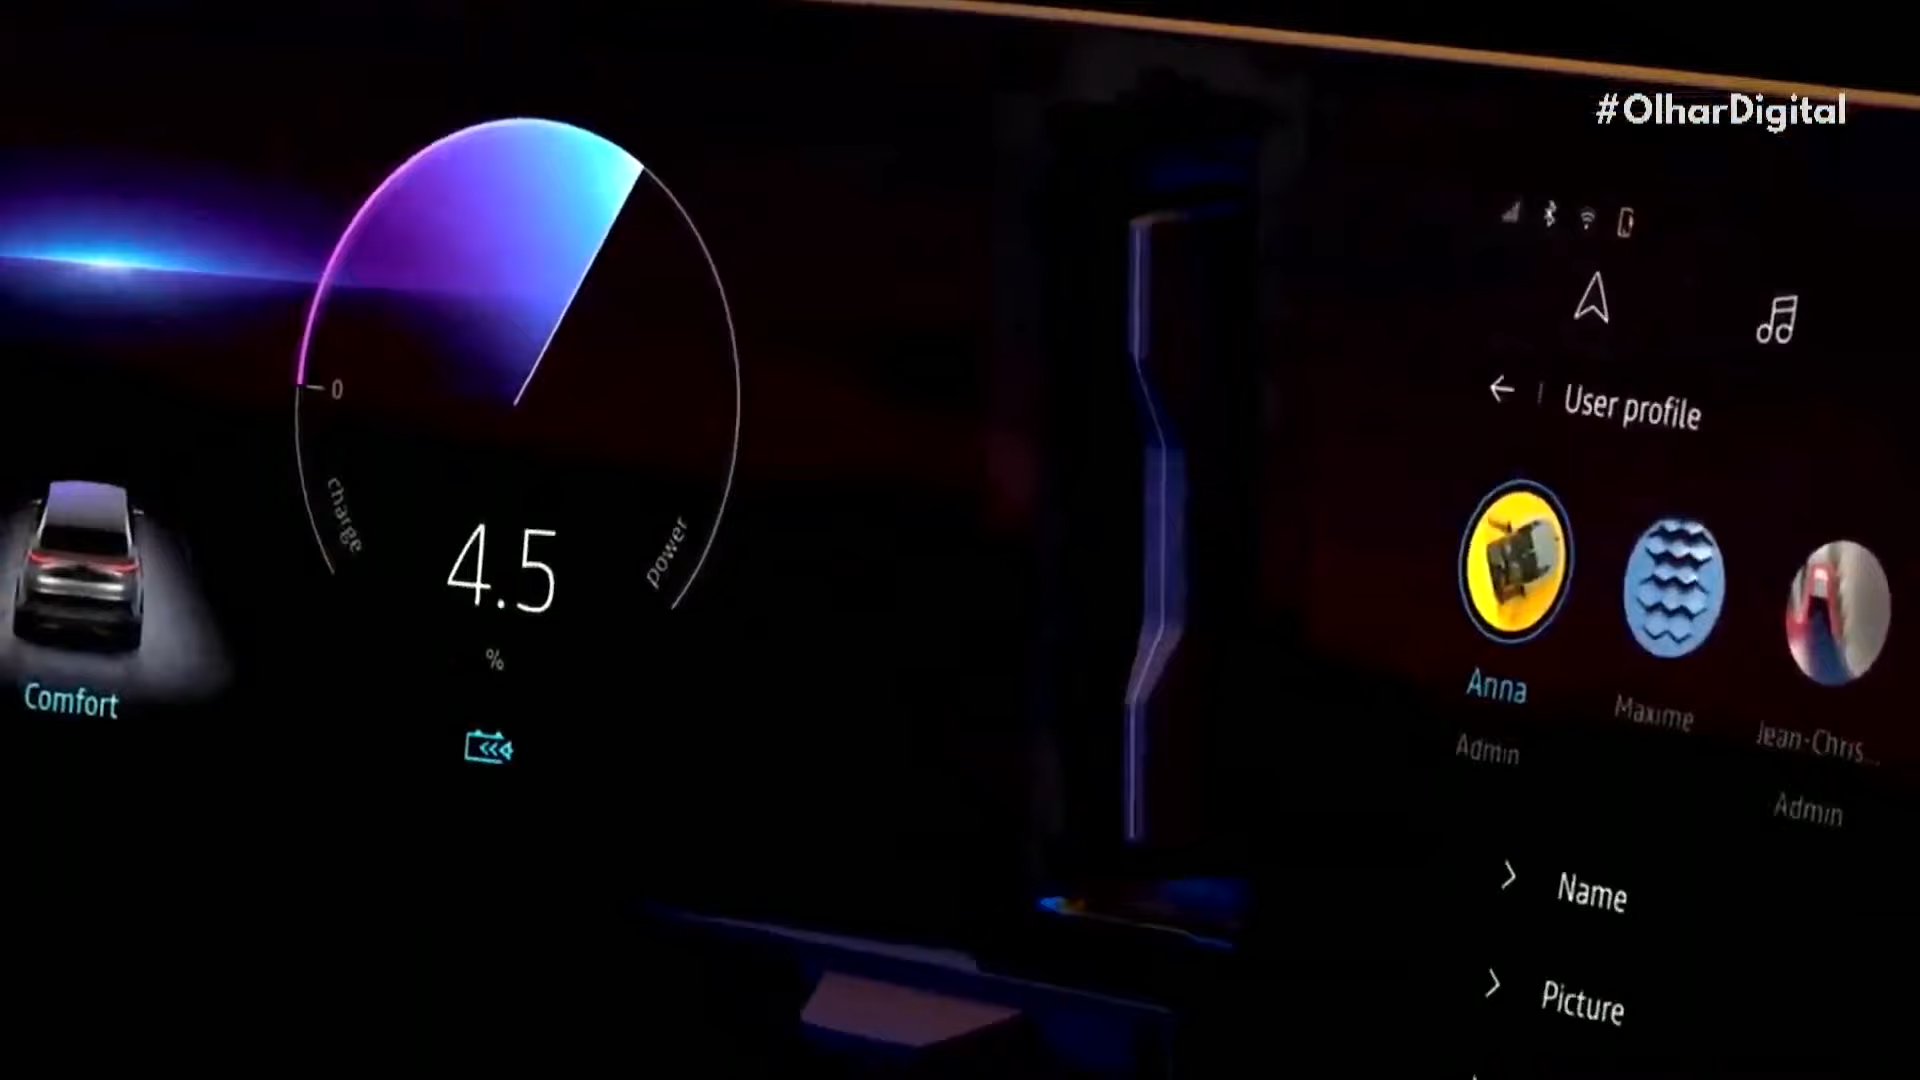 #OlharDigital
0
charge
power
4.5
%
Comfort
User profile
Anna
Maxime
Jean-Chris...
Admin
Admin
Name
Picture